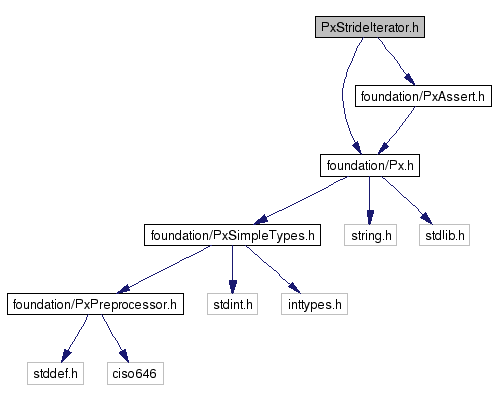 PxStrideIterator.h
foundation/PxAssert.h
foundation/Px.h
foundation/PxSimpleTypes.h
string.h
stdlib.h
foundation/PxPreprocessor.h
stdint.h
inttypes.h
stddef.h
ciso646